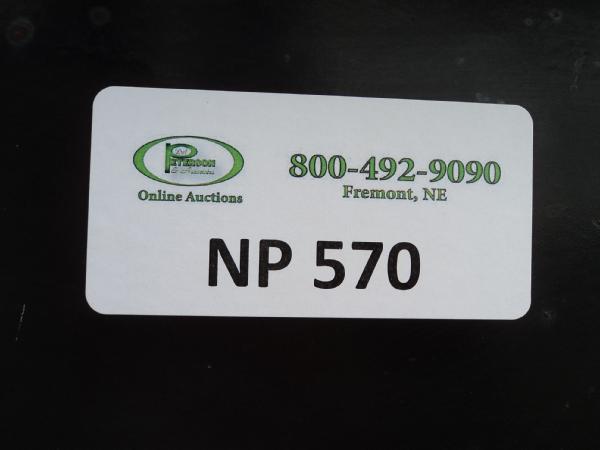 PETERSON
Online Auctions
800-492-9090
Fremont, NE
NP 570